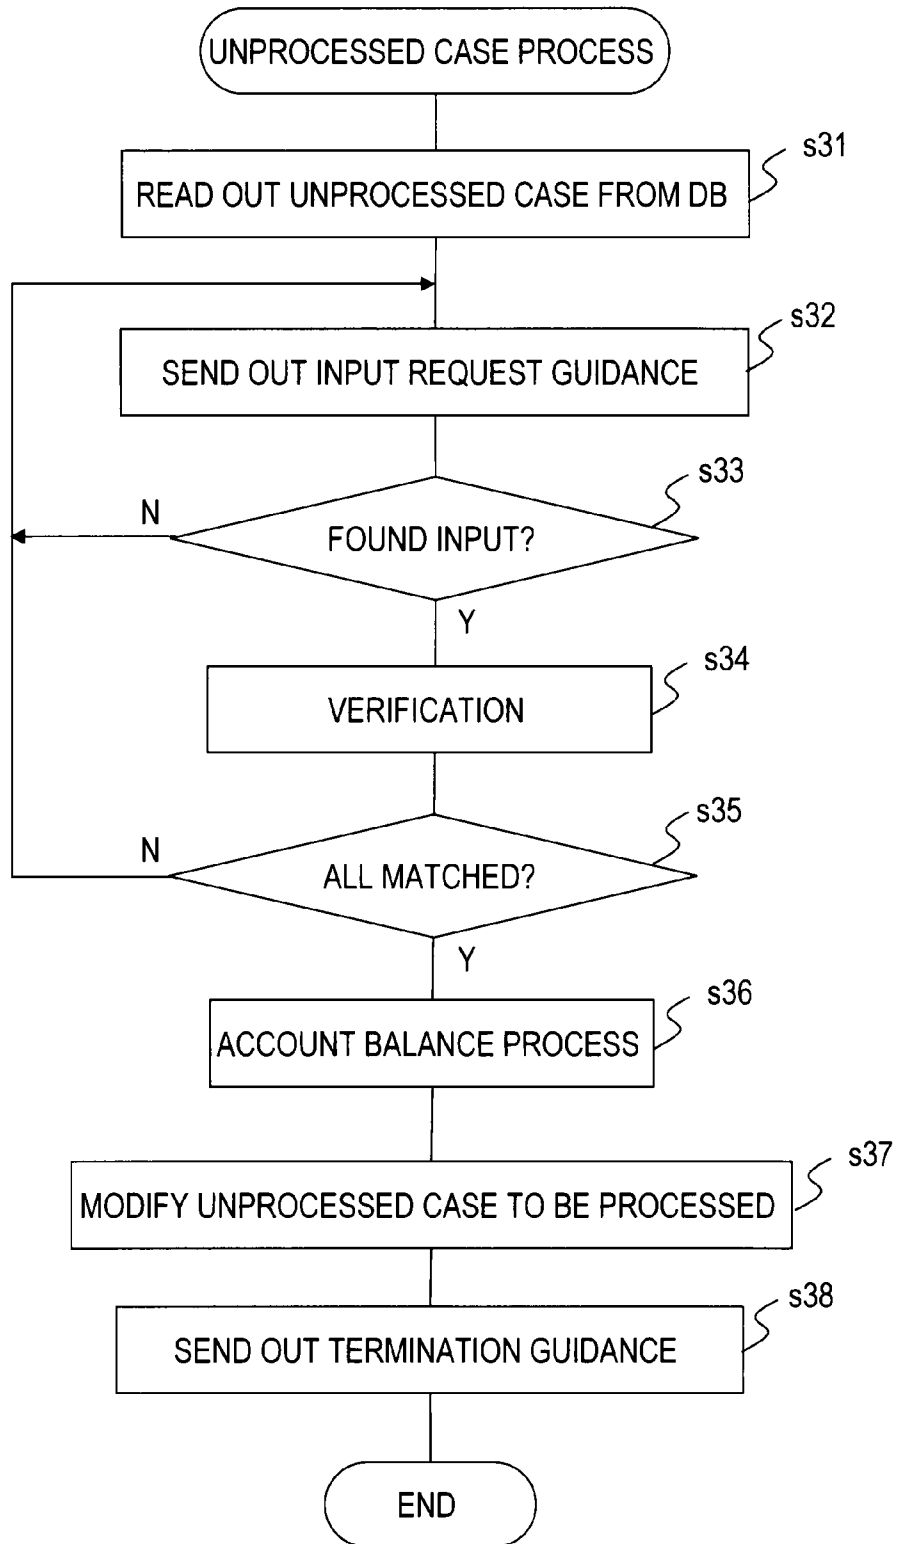 UNPROCESSED CASE PROCESS
s31
READ OUT UNPROCESSED CASE FROM DB
s32
SEND OUT INPUT REQUEST GUIDANCE
s33
N
FOUND INPUT?
Y
s34
VERIFICATION
s35
N
ALL MATCHED?
Y
s36
ACCOUNT BALANCE PROCESS
s37
MODIFY UNPROCESSED CASE TO BE PROCESSED
s38
SEND OUT TERMINATION GUIDANCE
END